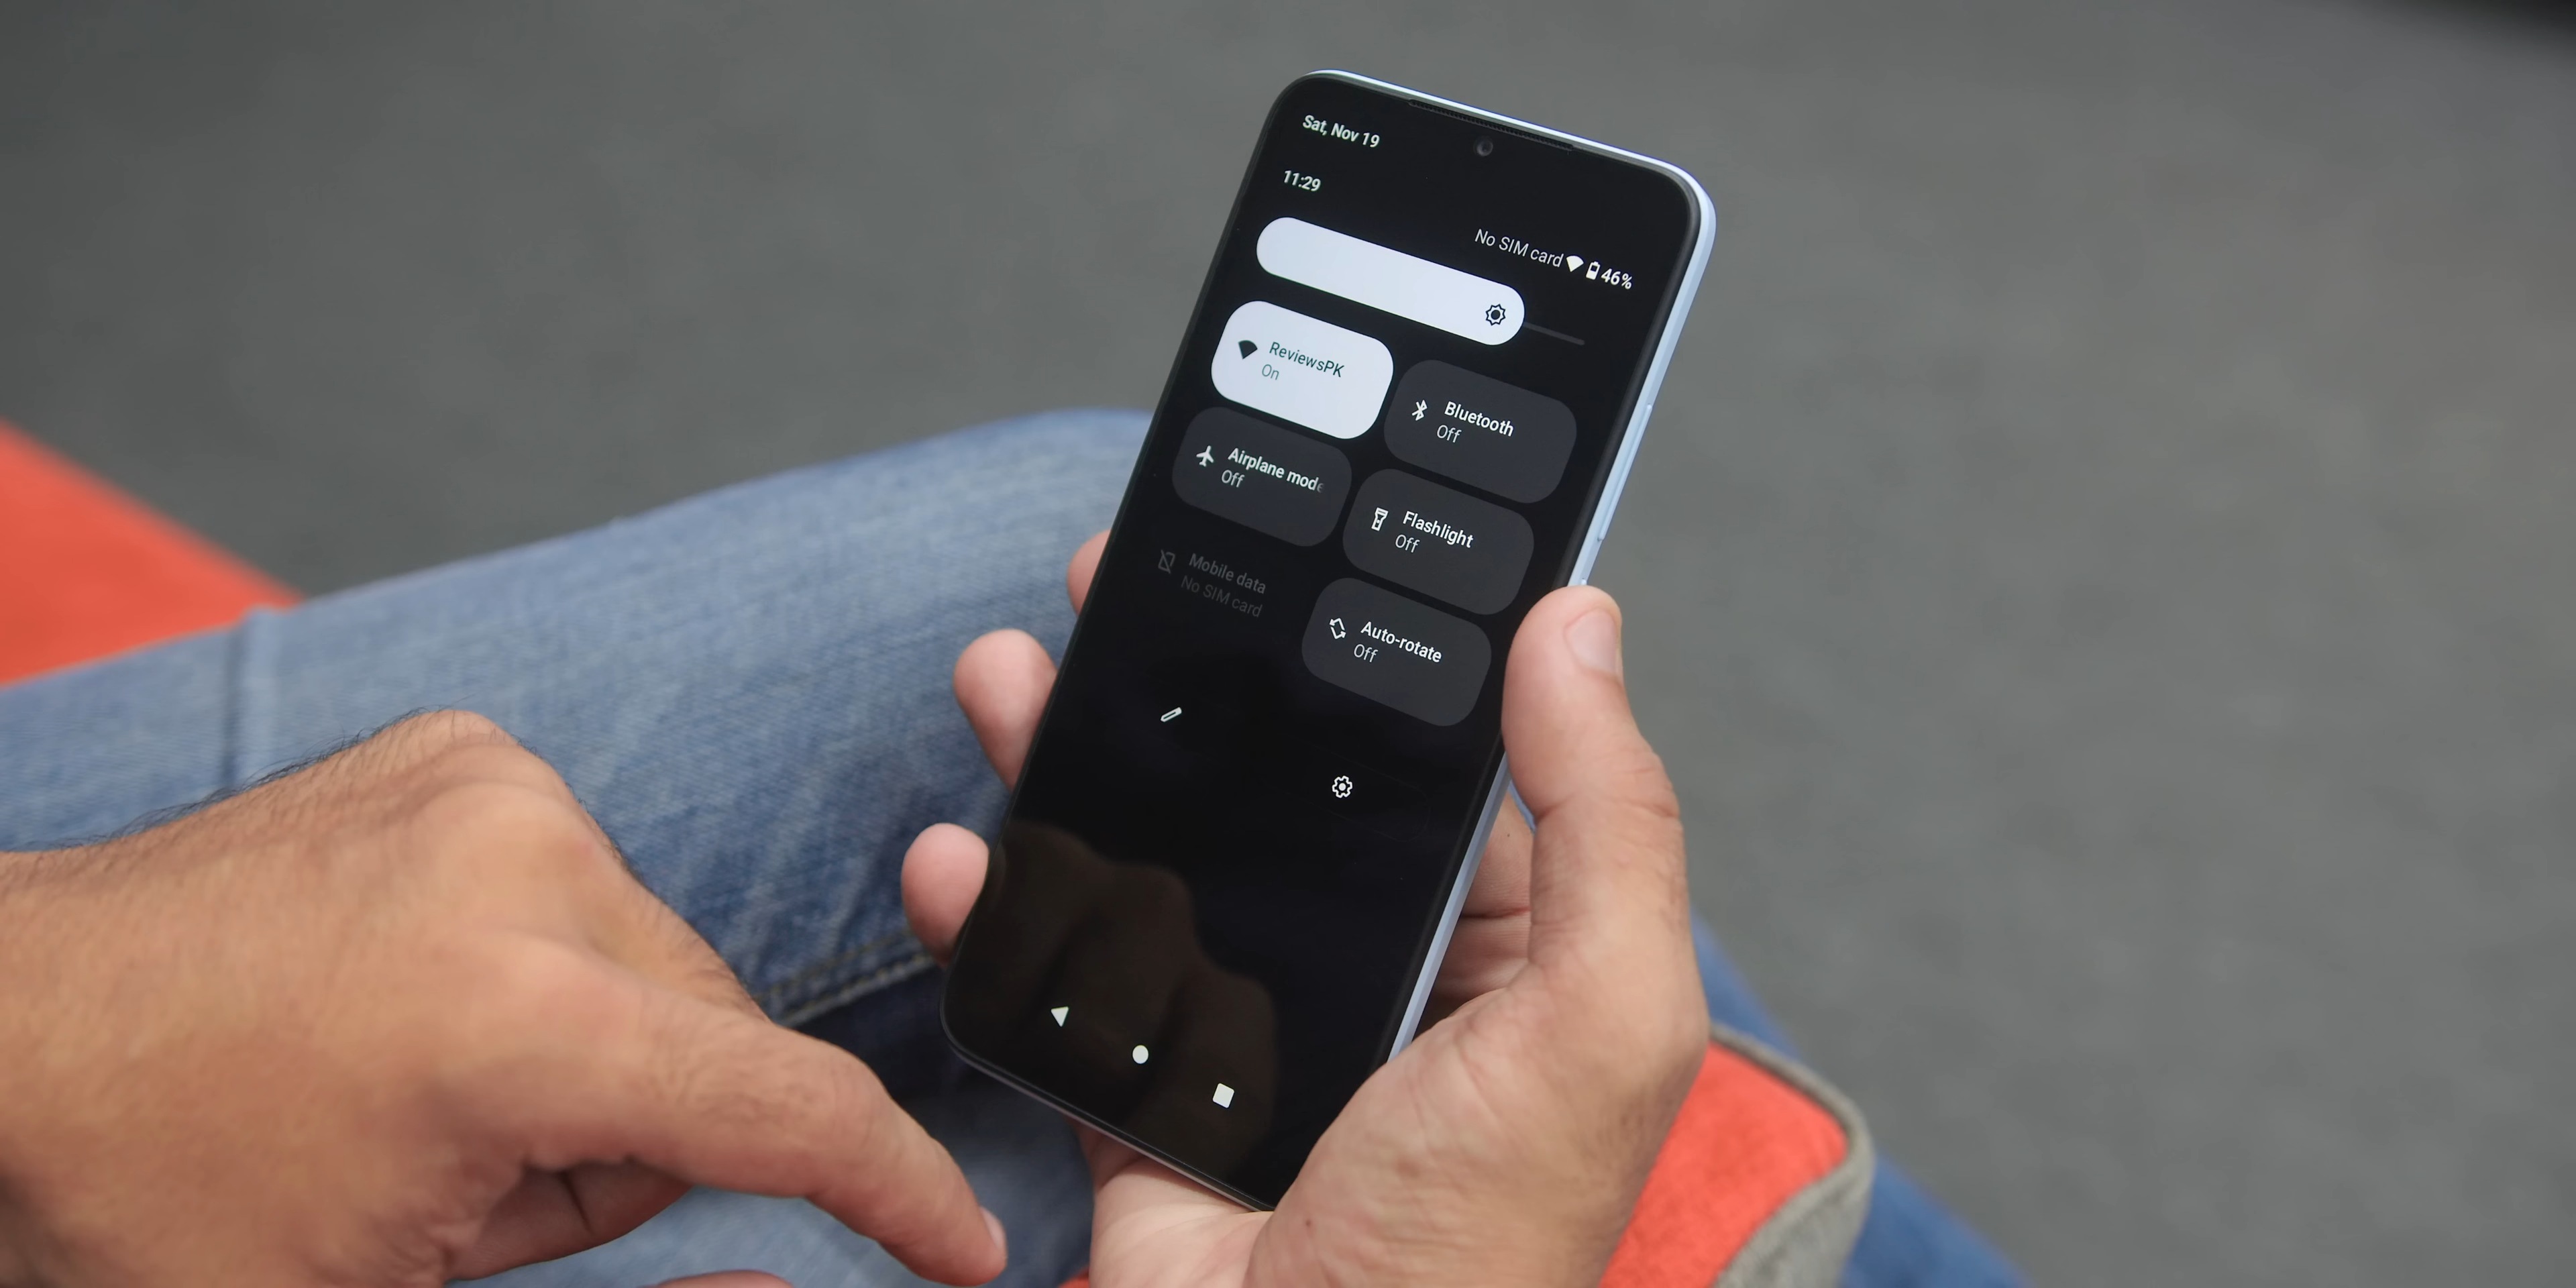 Sat, Nov 19
11:29
No SIM card 46%
ReviewsPK
On
Bluetooth
Off
Airplane mode
Off
Flashlight
Off
Mobile data
No SIM card
Auto-rotate
Off